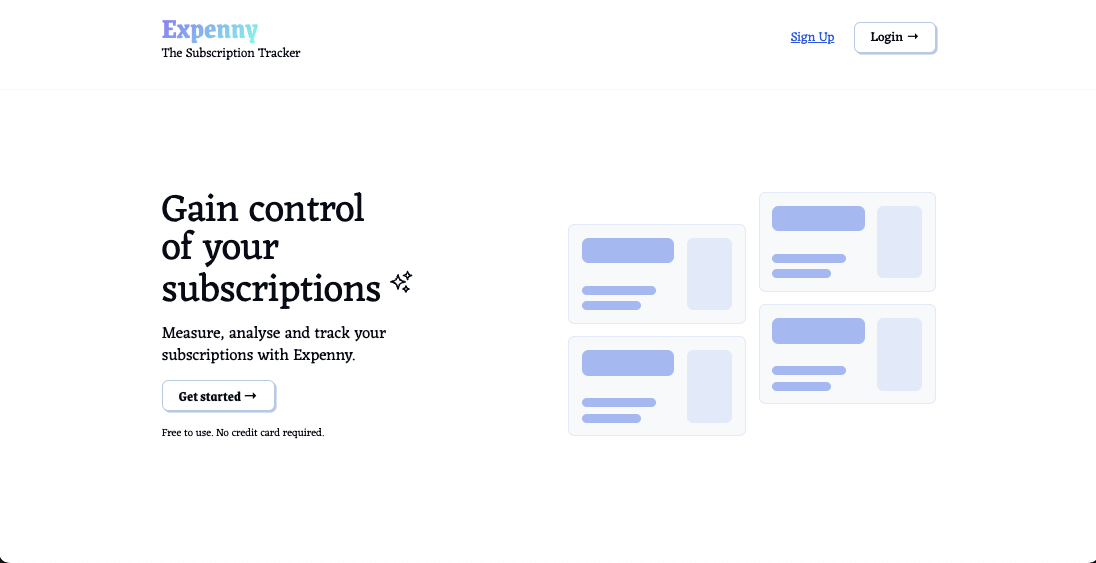 Expenny
The Subscription Tracker
Sign Up
Login →
Gain control
of your
subscriptions
Measure, analyse and track your
subscriptions with Expenny.
Get started →
Free to use. No credit card required.